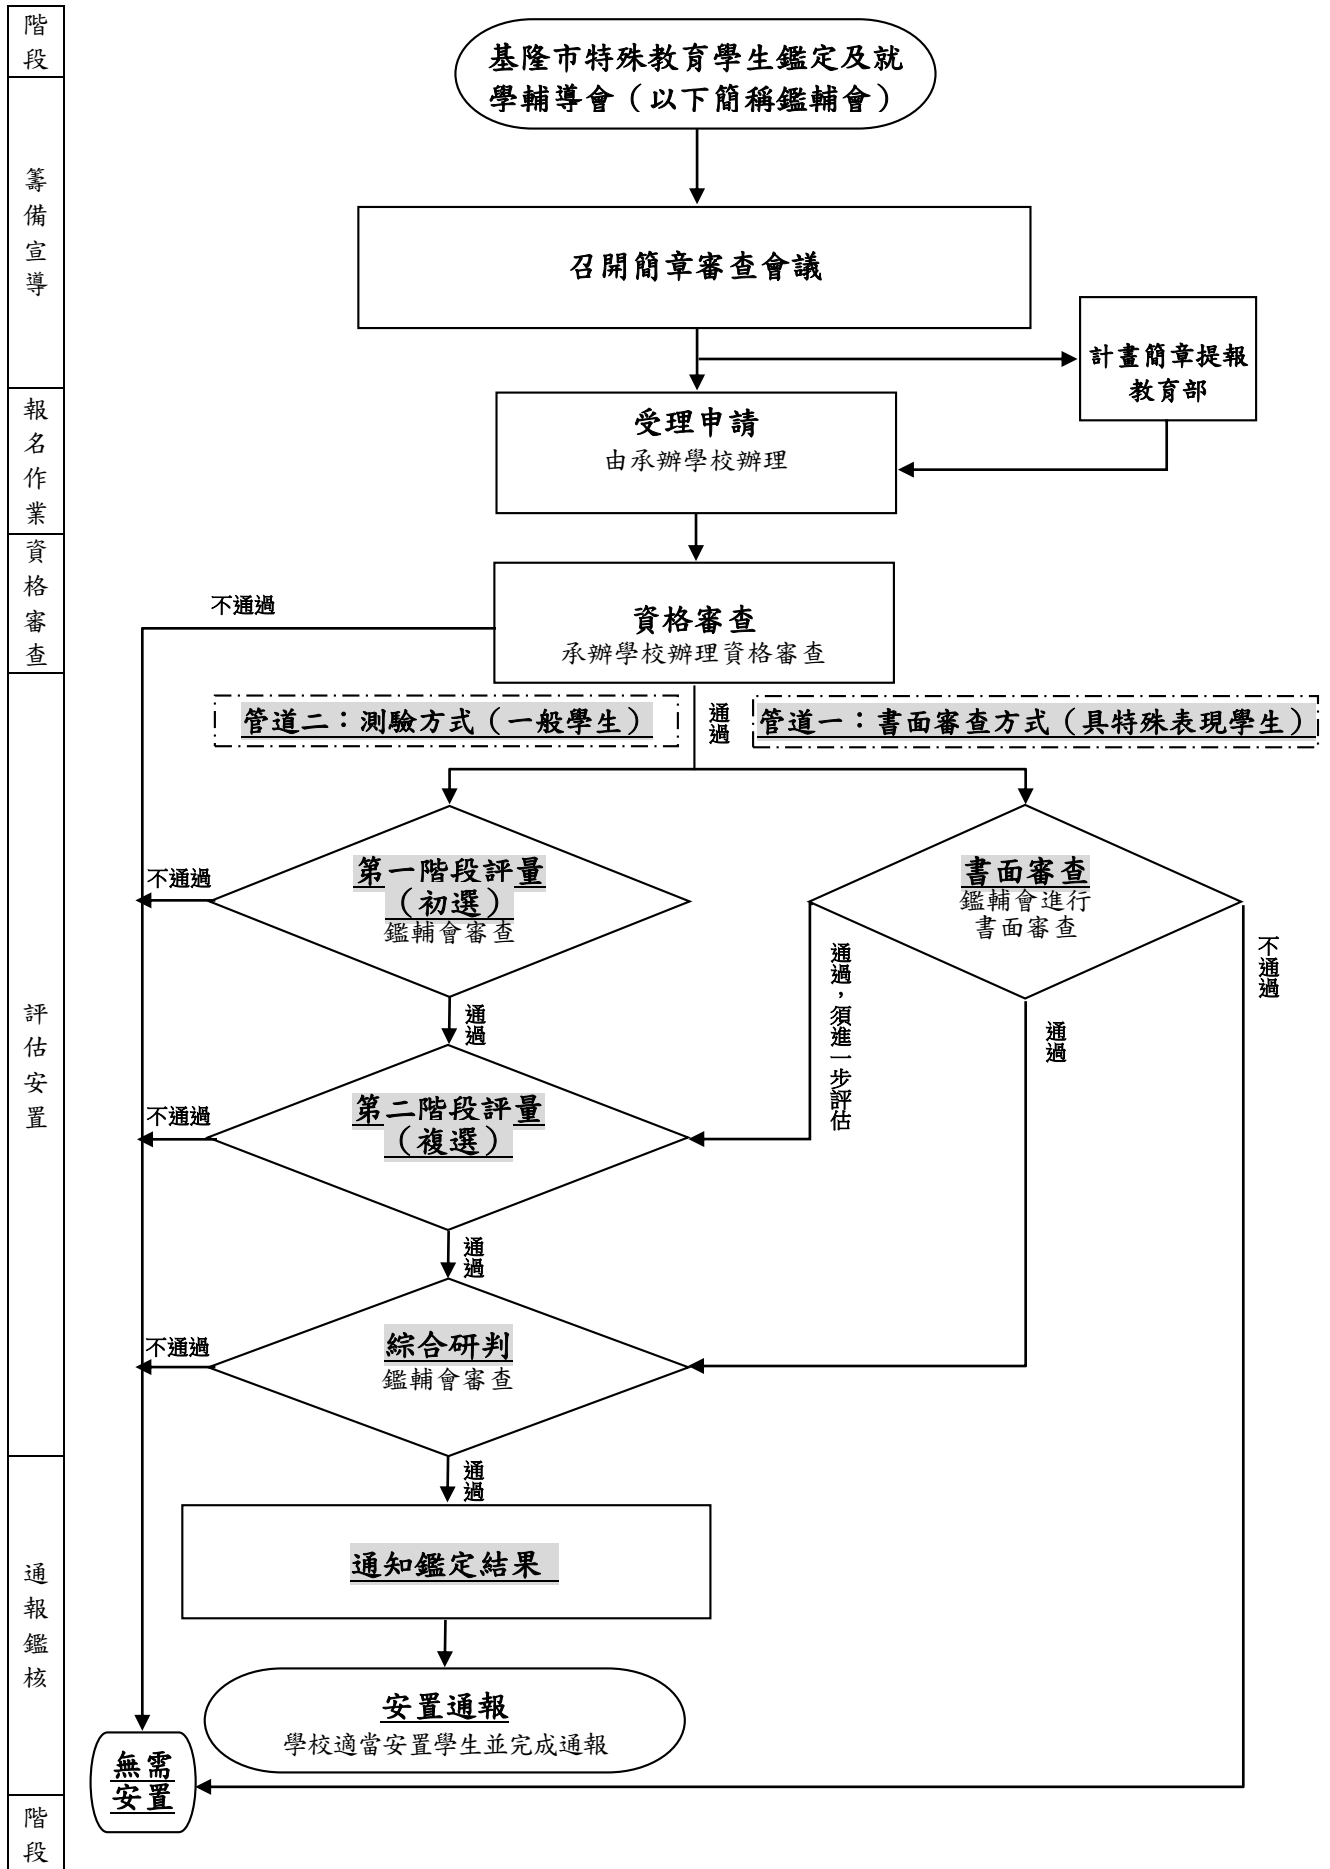 階段
基隆市特殊教育學生鑑定及就
學輔導會（以下簡稱鑑輔會）
籌備宣導
召開簡章審查會議
計畫簡章提報
教育部
報名作業
受理申請
由承辦學校辦理
資格審查
不通過
資格審查
承辦學校辦理資格審查
管道二：測驗方式（一般學生）
通過
管道一：書面審查方式（具特殊表現學生）
評估安置
不通過
第一階段評量
（初選）
鑑輔會審查
書面審查
鑑輔會進行
書面審查
通過，須進一步評估
不通過
通過
通過
不通過
第二階段評量
（複選）
通過
不通過
綜合研判
鑑輔會審查
通過
通報鑑核
通知鑑定結果
安置通報
學校適當安置學生並完成通報
無需
安置
階段